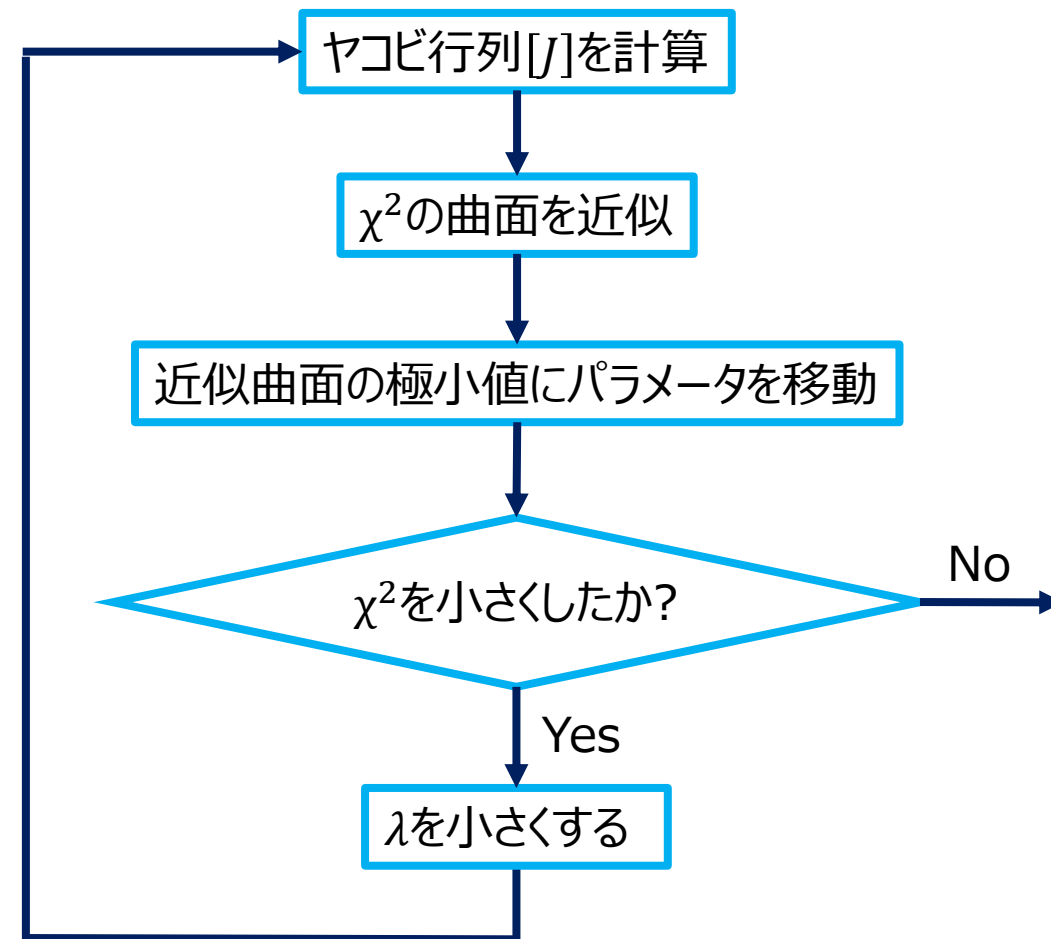 ヤコビ行列[J]を計算
χ²の曲面を近似
近似曲面の極小値にパラメータを移動
χ²を小さくしたか?
No
Yes
λを小さくする